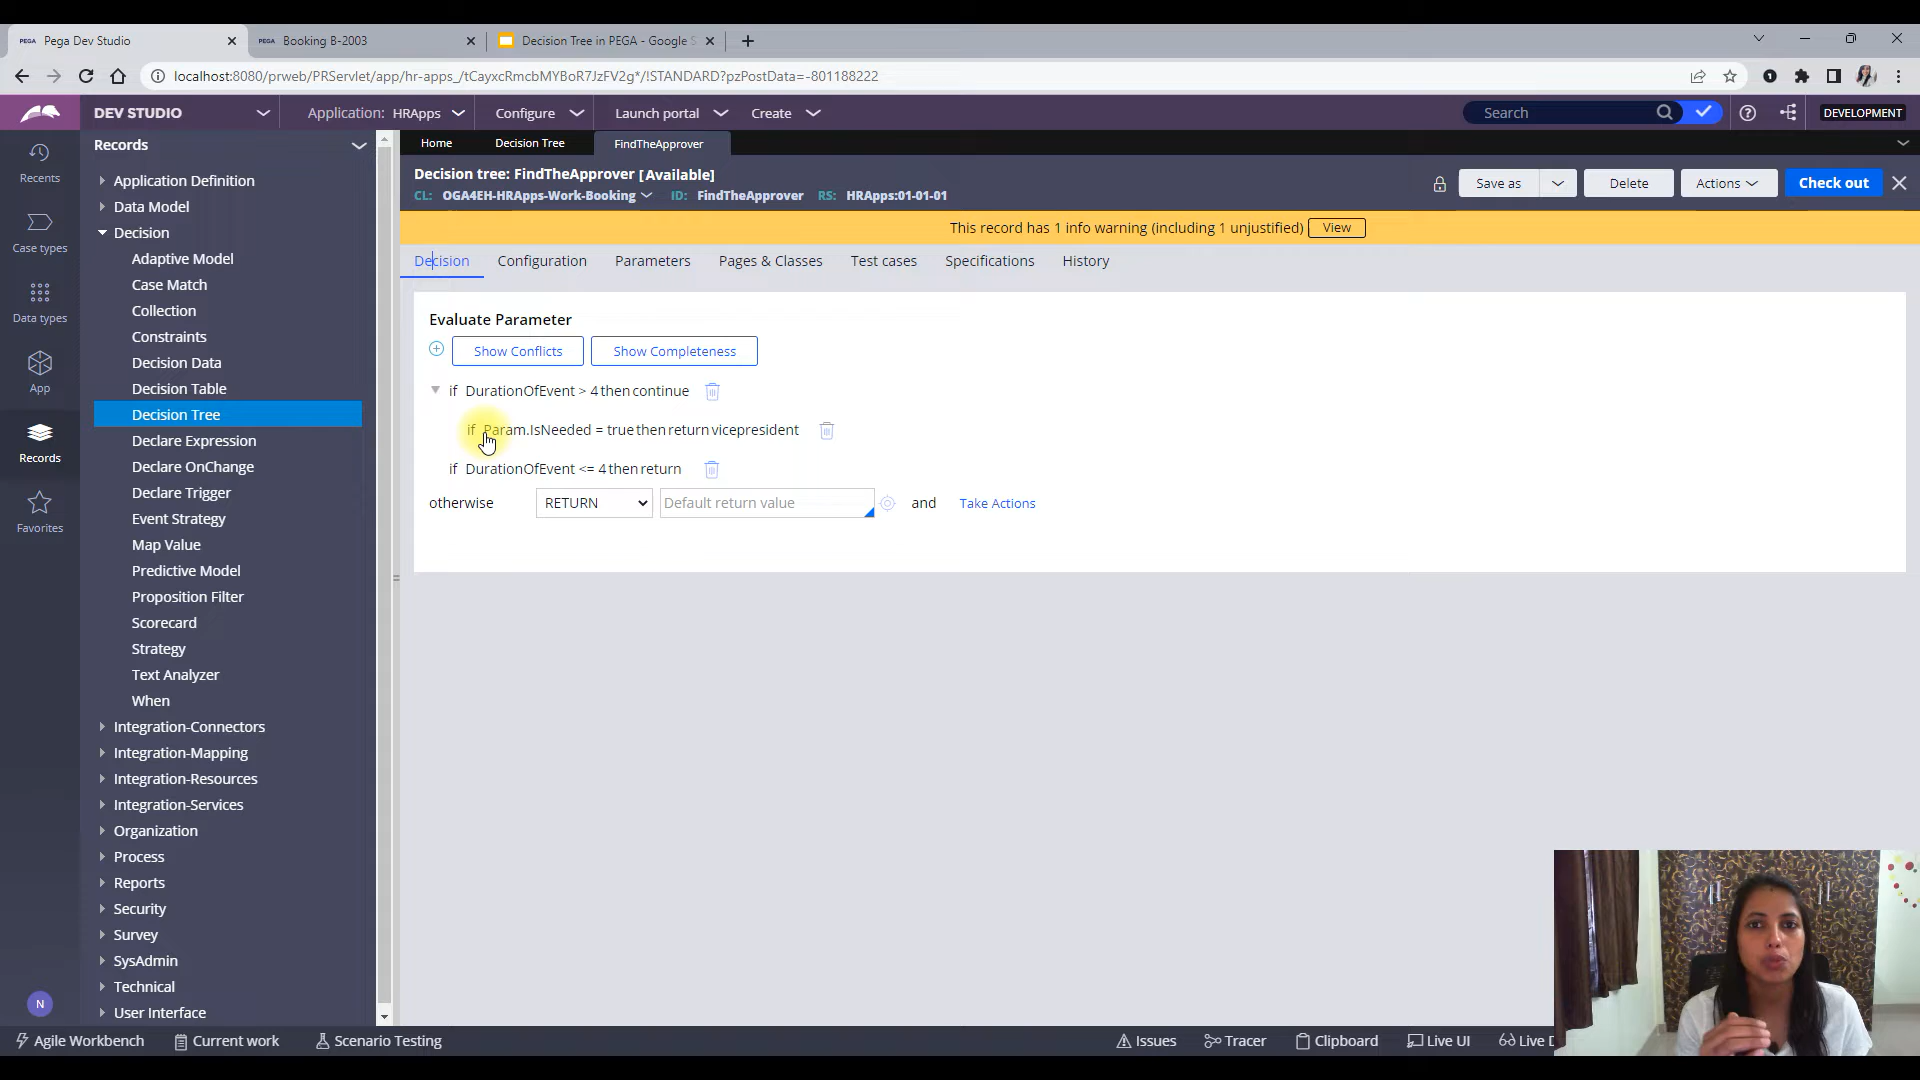 PEGA Pega Dev Studio
PEGA Booking B-2003
Decision Tree in PEGA - Google S
localhost:8080/prweb/PRServlet/app/hr-apps_/tCayxcRmcbMYBoR7JzFV2g*/!STANDARD?pzPostData=-801188222
DEV STUDIO
Application: HRApps
Configure
Launch portal
Create
Search
DEVELOPMENT
Recents
Case types
Data types
App
Records
Favorites
N
Records
Application Definition
Data Model
Decision
Adaptive Model
Case Match
Collection
Constraints
Decision Data
Decision Table
Decision Tree
Declare Expression
Declare OnChange
Declare Trigger
Event Strategy
Map Value
Predictive Model
Proposition Filter
Scorecard
Strategy
Text Analyzer
When
Integration-Connectors
Integration-Mapping
Integration-Resources
Integration-Services
Organization
Process
Reports
Security
Survey
SysAdmin
Technical
User Interface
Home
Decision Tree
FindTheApprover
Decision tree: FindTheApprover [Available]
CL: OGA4EH-HRApps-Work-Booking ID: FindTheApprover RS: HRApps:01-01-01
Save as
Delete
Actions
Check out
This record has 1 info warning (including 1 unjustified) View
Decision
Configuration
Parameters
Pages & Classes
Test cases
Specifications
History
Evaluate Parameter
Show Conflicts
Show Completeness
if DurationOfEvent > 4 then continue
if Param.IsNeeded = true then return vicepresident
if DurationOfEvent <= 4 then return
otherwise RETURN Default return value and Take Actions
Agile Workbench
Current work
Scenario Testing
Issues
Tracer
Clipboard
Live UI
Live D